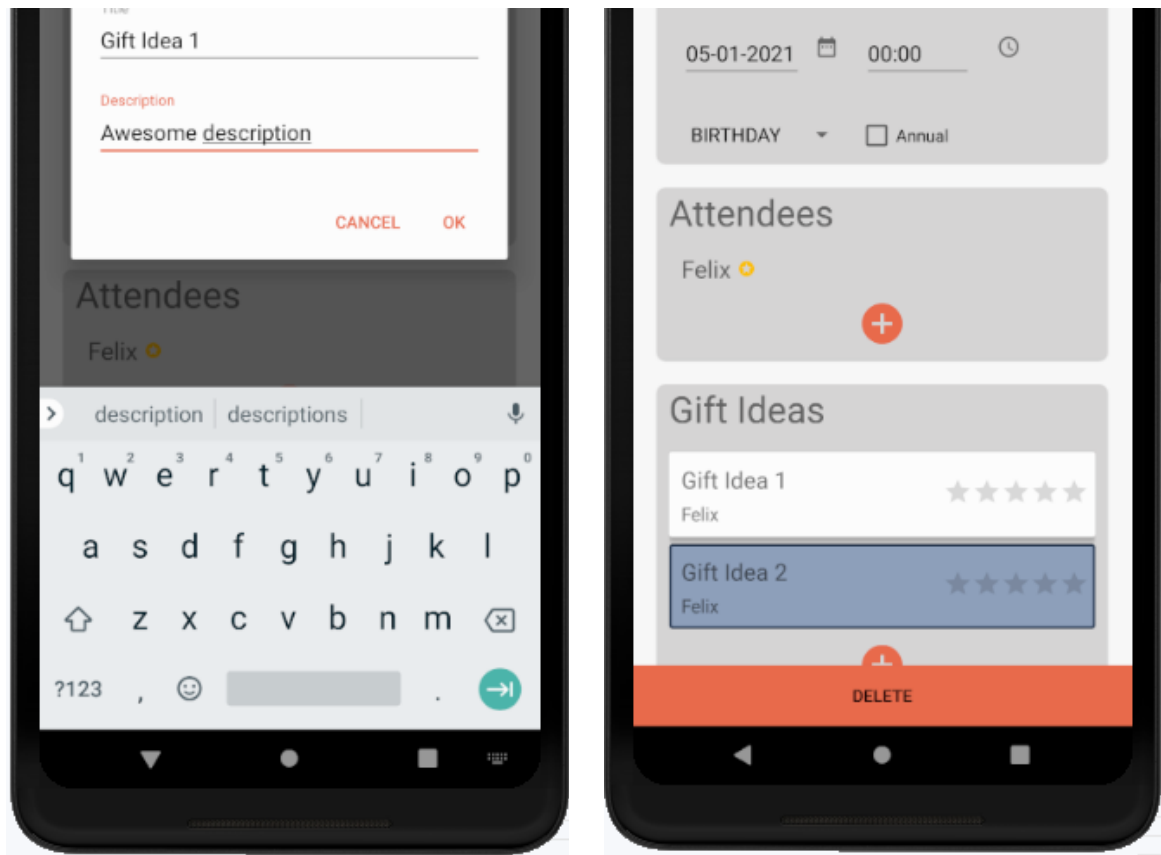 Title
Gift Idea 1
Description
Awesome description
CANCEL OK
Attendees
Felix
description descriptions
1 2 3 4 5 6 7 8 9 0
q w e r t y u i o p
a s d f g h j k l
z x c v b n m
?123 , .
05-01-2021 00:00
BIRTHDAY Annual
Attendees
Felix
Gift Ideas
Gift Idea 1
Felix
Gift Idea 2
Felix
DELETE